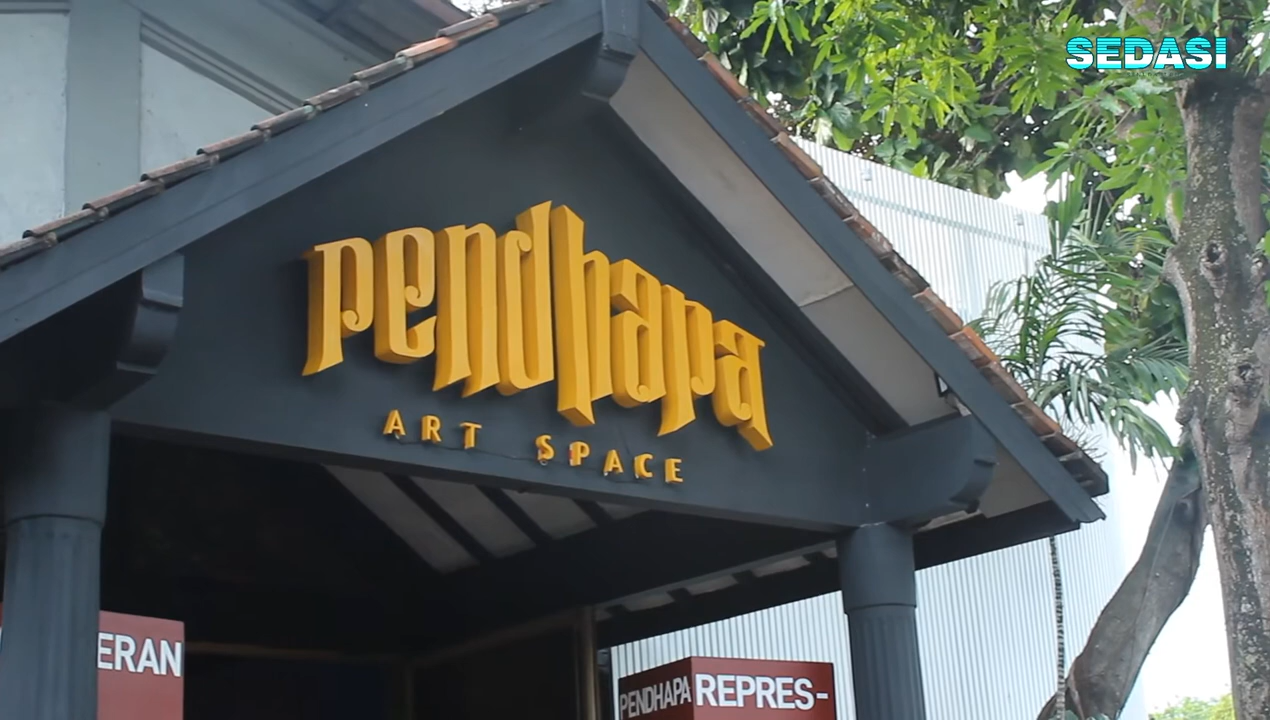 SEDASI
pendhapa
ART SPACE
ERAN
PENDHAPA
REPRES-